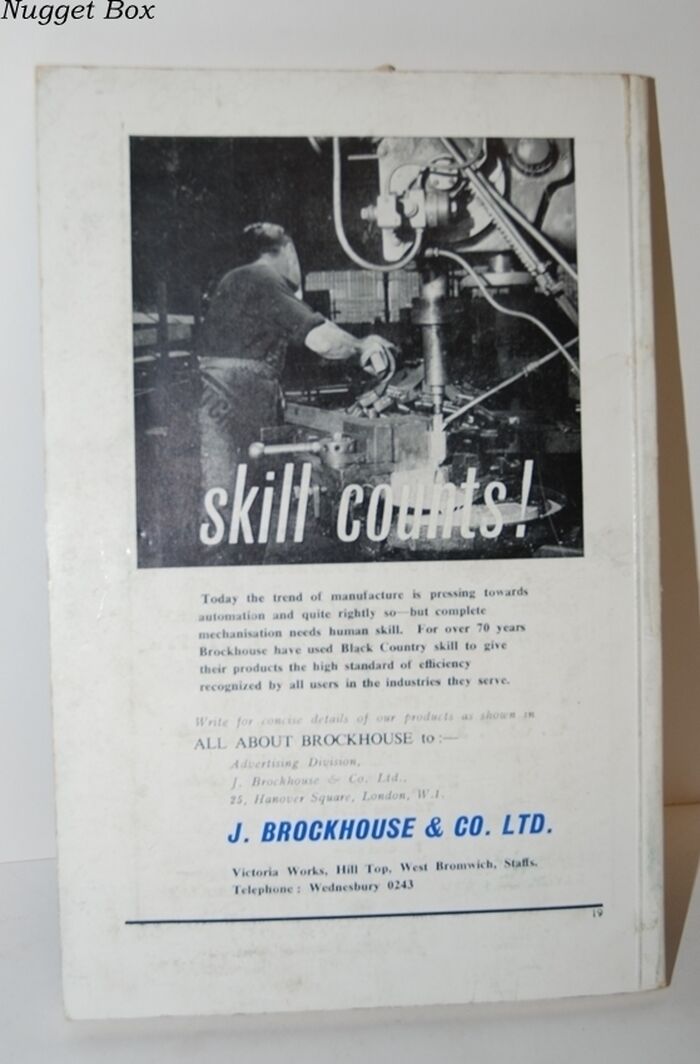 Nugget Box
skill counts!
Today the trend of manufacture is pressing towards
automation and quite rightly so—but complete
mechanisation needs human skill. For over 70 years
Brockhouse have used Black Country skill to give
their products the high standard of efficiency
recognized by all users in the industries they serve.
Write for concise details of our products as shown in
ALL ABOUT BROCKHOUSE to :—
Advertising Division,
J. Brockhouse & Co. Ltd.,
25, Hanover Square, London, W.1.
J. BROCKHOUSE & CO. LTD.
Victoria Works, Hill Top, West Bromwich, Staffs.
Telephone : Wednesbury 0243
19